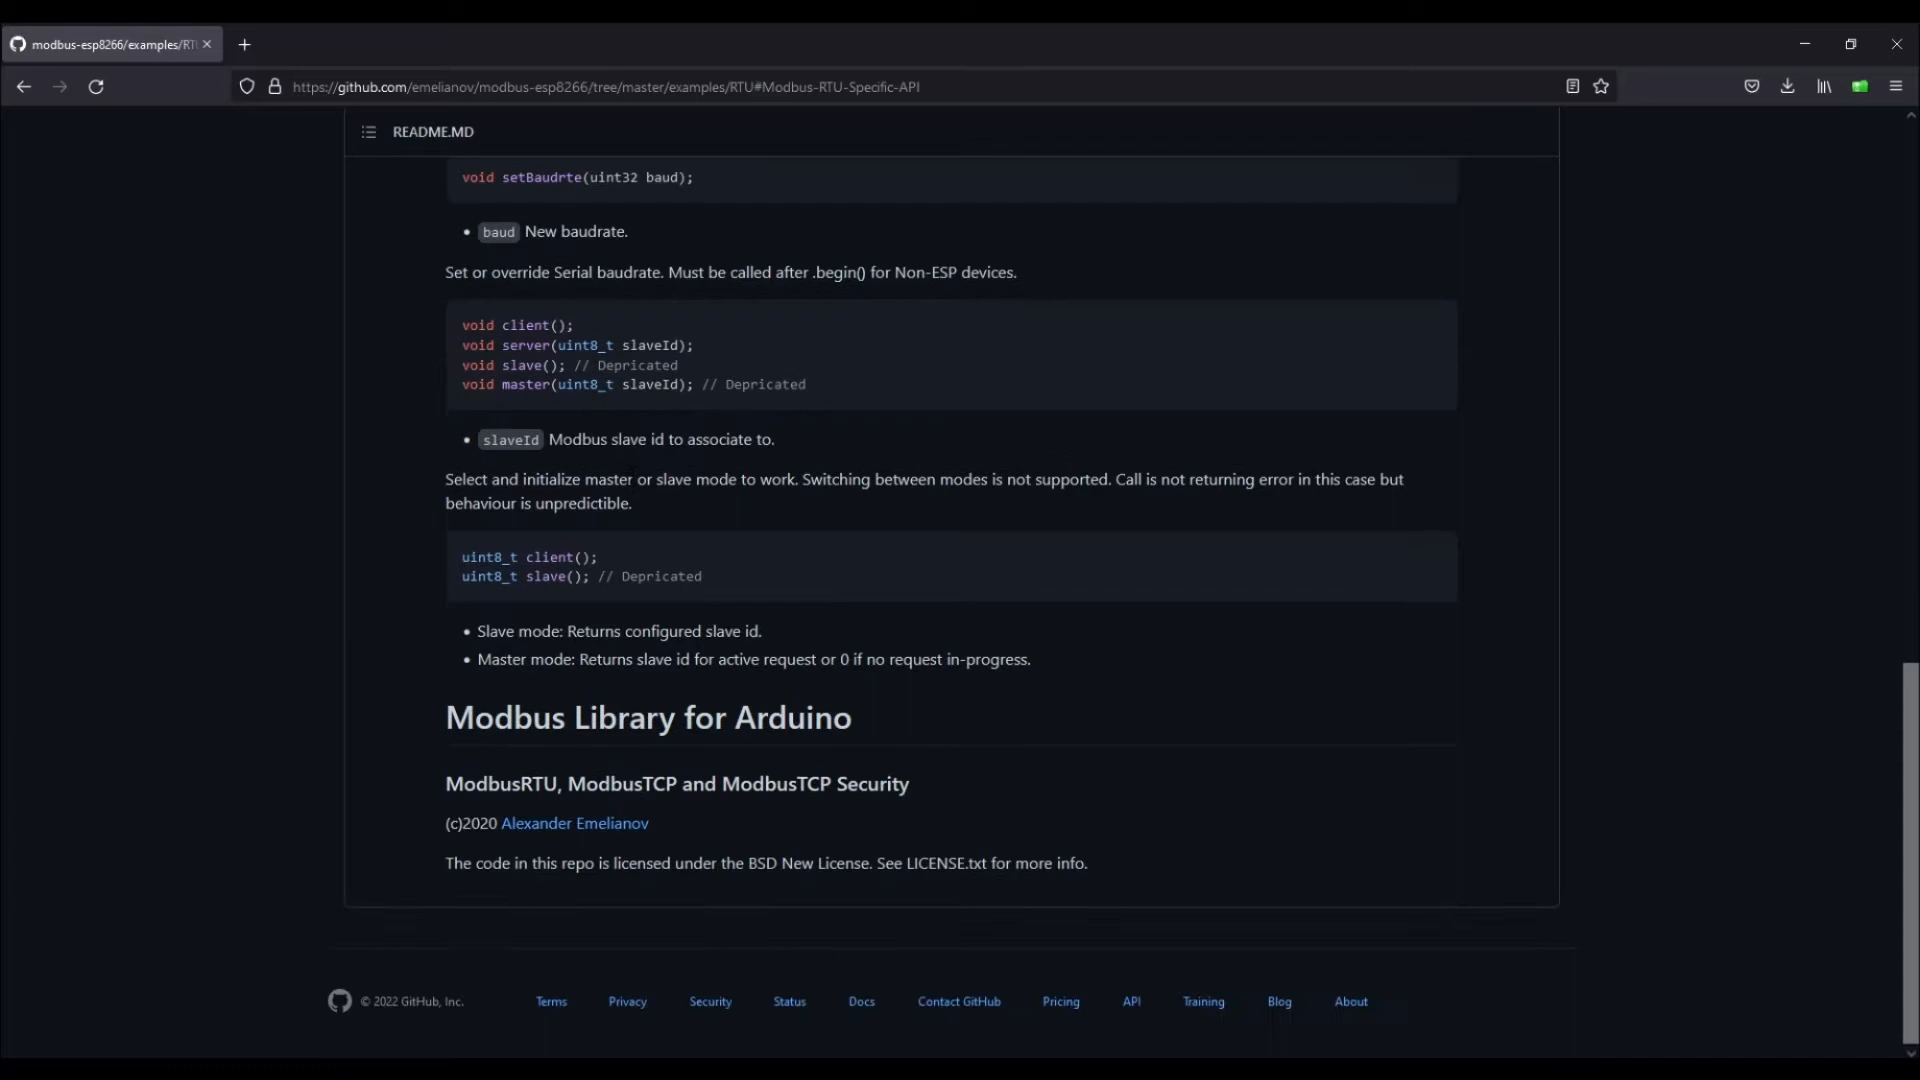 modbus-esp8266/examples/RT
https://github.com/emelianov/modbus-esp8266/tree/master/examples/RTU#Modbus-RTU-Specific-API
README.MD
void setBaudrte(uint32 baud);
baud New baudrate.
Set or override Serial baudrate. Must be called after .begin() for Non-ESP devices.
void client();
void server(uint8_t slaveId);
void slave(); // Depricated
void master(uint8_t slaveId); // Depricated
slaveId Modbus slave id to associate to.
Select and initialize master or slave mode to work. Switching between modes is not supported. Call is not returning error in this case but
behaviour is unpredictible.
uint8_t client();
uint8_t slave(); // Depricated
Slave mode: Returns configured slave id.
Master mode: Returns slave id for active request or 0 if no request in-progress.
Modbus Library for Arduino
ModbusRTU, ModbusTCP and ModbusTCP Security
(c)2020 Alexander Emelianov
The code in this repo is licensed under the BSD New License. See LICENSE.txt for more info.
© 2022 GitHub, Inc. Terms Privacy Security Status Docs Contact GitHub Pricing API Training Blog About